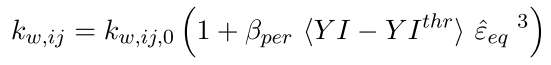 k_{w,ij} = k_{w,ij,0} \left( 1 + \beta_{per} \ \langle YI - YI^{thr} \rangle \ \hat{\varepsilon}_{eq}^{\ 3} \right)